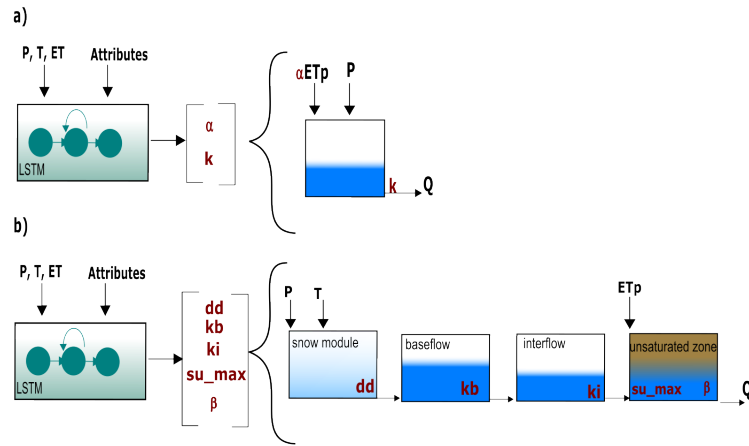 a)
P, T, ET
Attributes
LSTM
α
k
αETp
P
k
Q
b)
P, T, ET
Attributes
LSTM
dd
kb
ki
su_max
β
P
T
snow module
dd
baseflow
kb
interflow
ki
ETp
unsaturated zone
su_max
β
Q